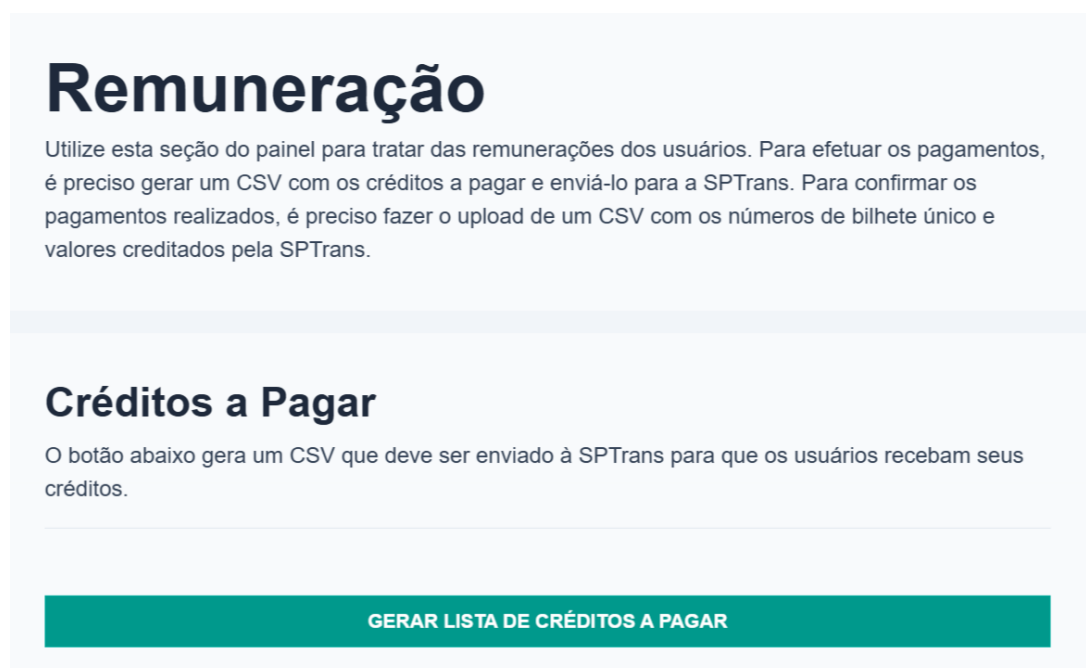 Remuneração
Utilize esta seção do painel para tratar das remunerações dos usuários. Para efetuar os pagamentos,
é preciso gerar um CSV com os créditos a pagar e enviá-lo para a SPTrans. Para confirmar os
pagamentos realizados, é preciso fazer o upload de um CSV com os números de bilhete único e
valores creditados pela SPTrans.
Créditos a Pagar
O botão abaixo gera um CSV que deve ser enviado à SPTrans para que os usuários recebam seus
créditos.
GERAR LISTA DE CRÉDITOS A PAGAR